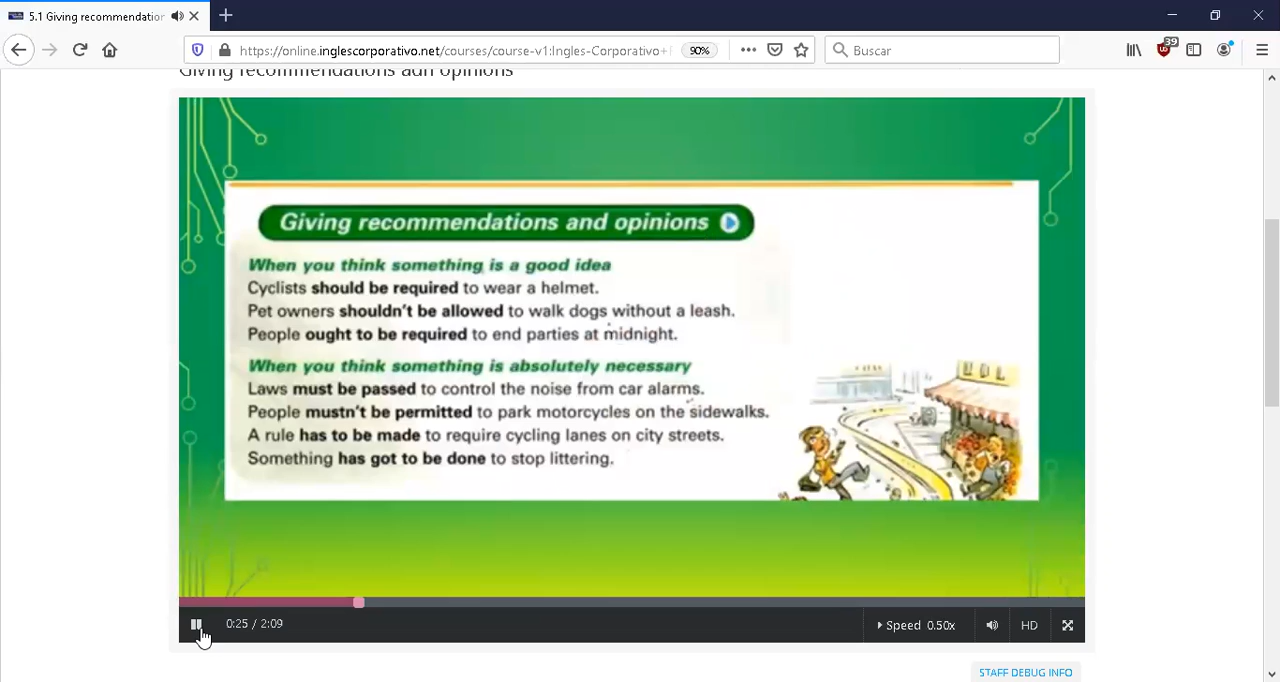 5.1 Giving recommendation
https://online.inglescorporativo.net/courses/course-v1:Ingles-Corporativo+
90%
Buscar
39
Giving recommendations adn opinions
Giving recommendations and opinions
When you think something is a good idea
Cyclists should be required to wear a helmet.
Pet owners shouldn't be allowed to walk dogs without a leash.
People ought to be required to end parties at midnight.
When you think something is absolutely necessary
Laws must be passed to control the noise from car alarms.
People mustn't be permitted to park motorcycles on the sidewalks.
A rule has to be made to require cycling lanes on city streets.
Something has got to be done to stop littering.
0:25 / 2:09
Speed 0.50x
HD
STAFF DEBUG INFO